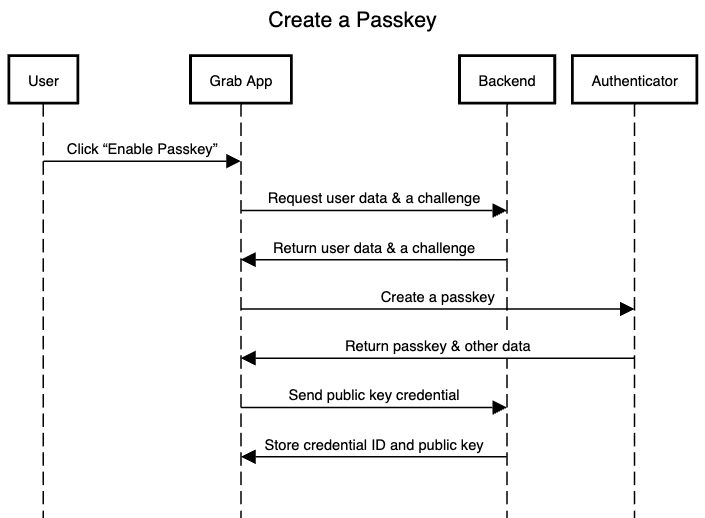 Create a Passkey
User
Grab App
Backend
Authenticator
Click “Enable Passkey”
Request user data & a challenge
Return user data & a challenge
Create a passkey
Return passkey & other data
Send public key credential
Store credential ID and public key